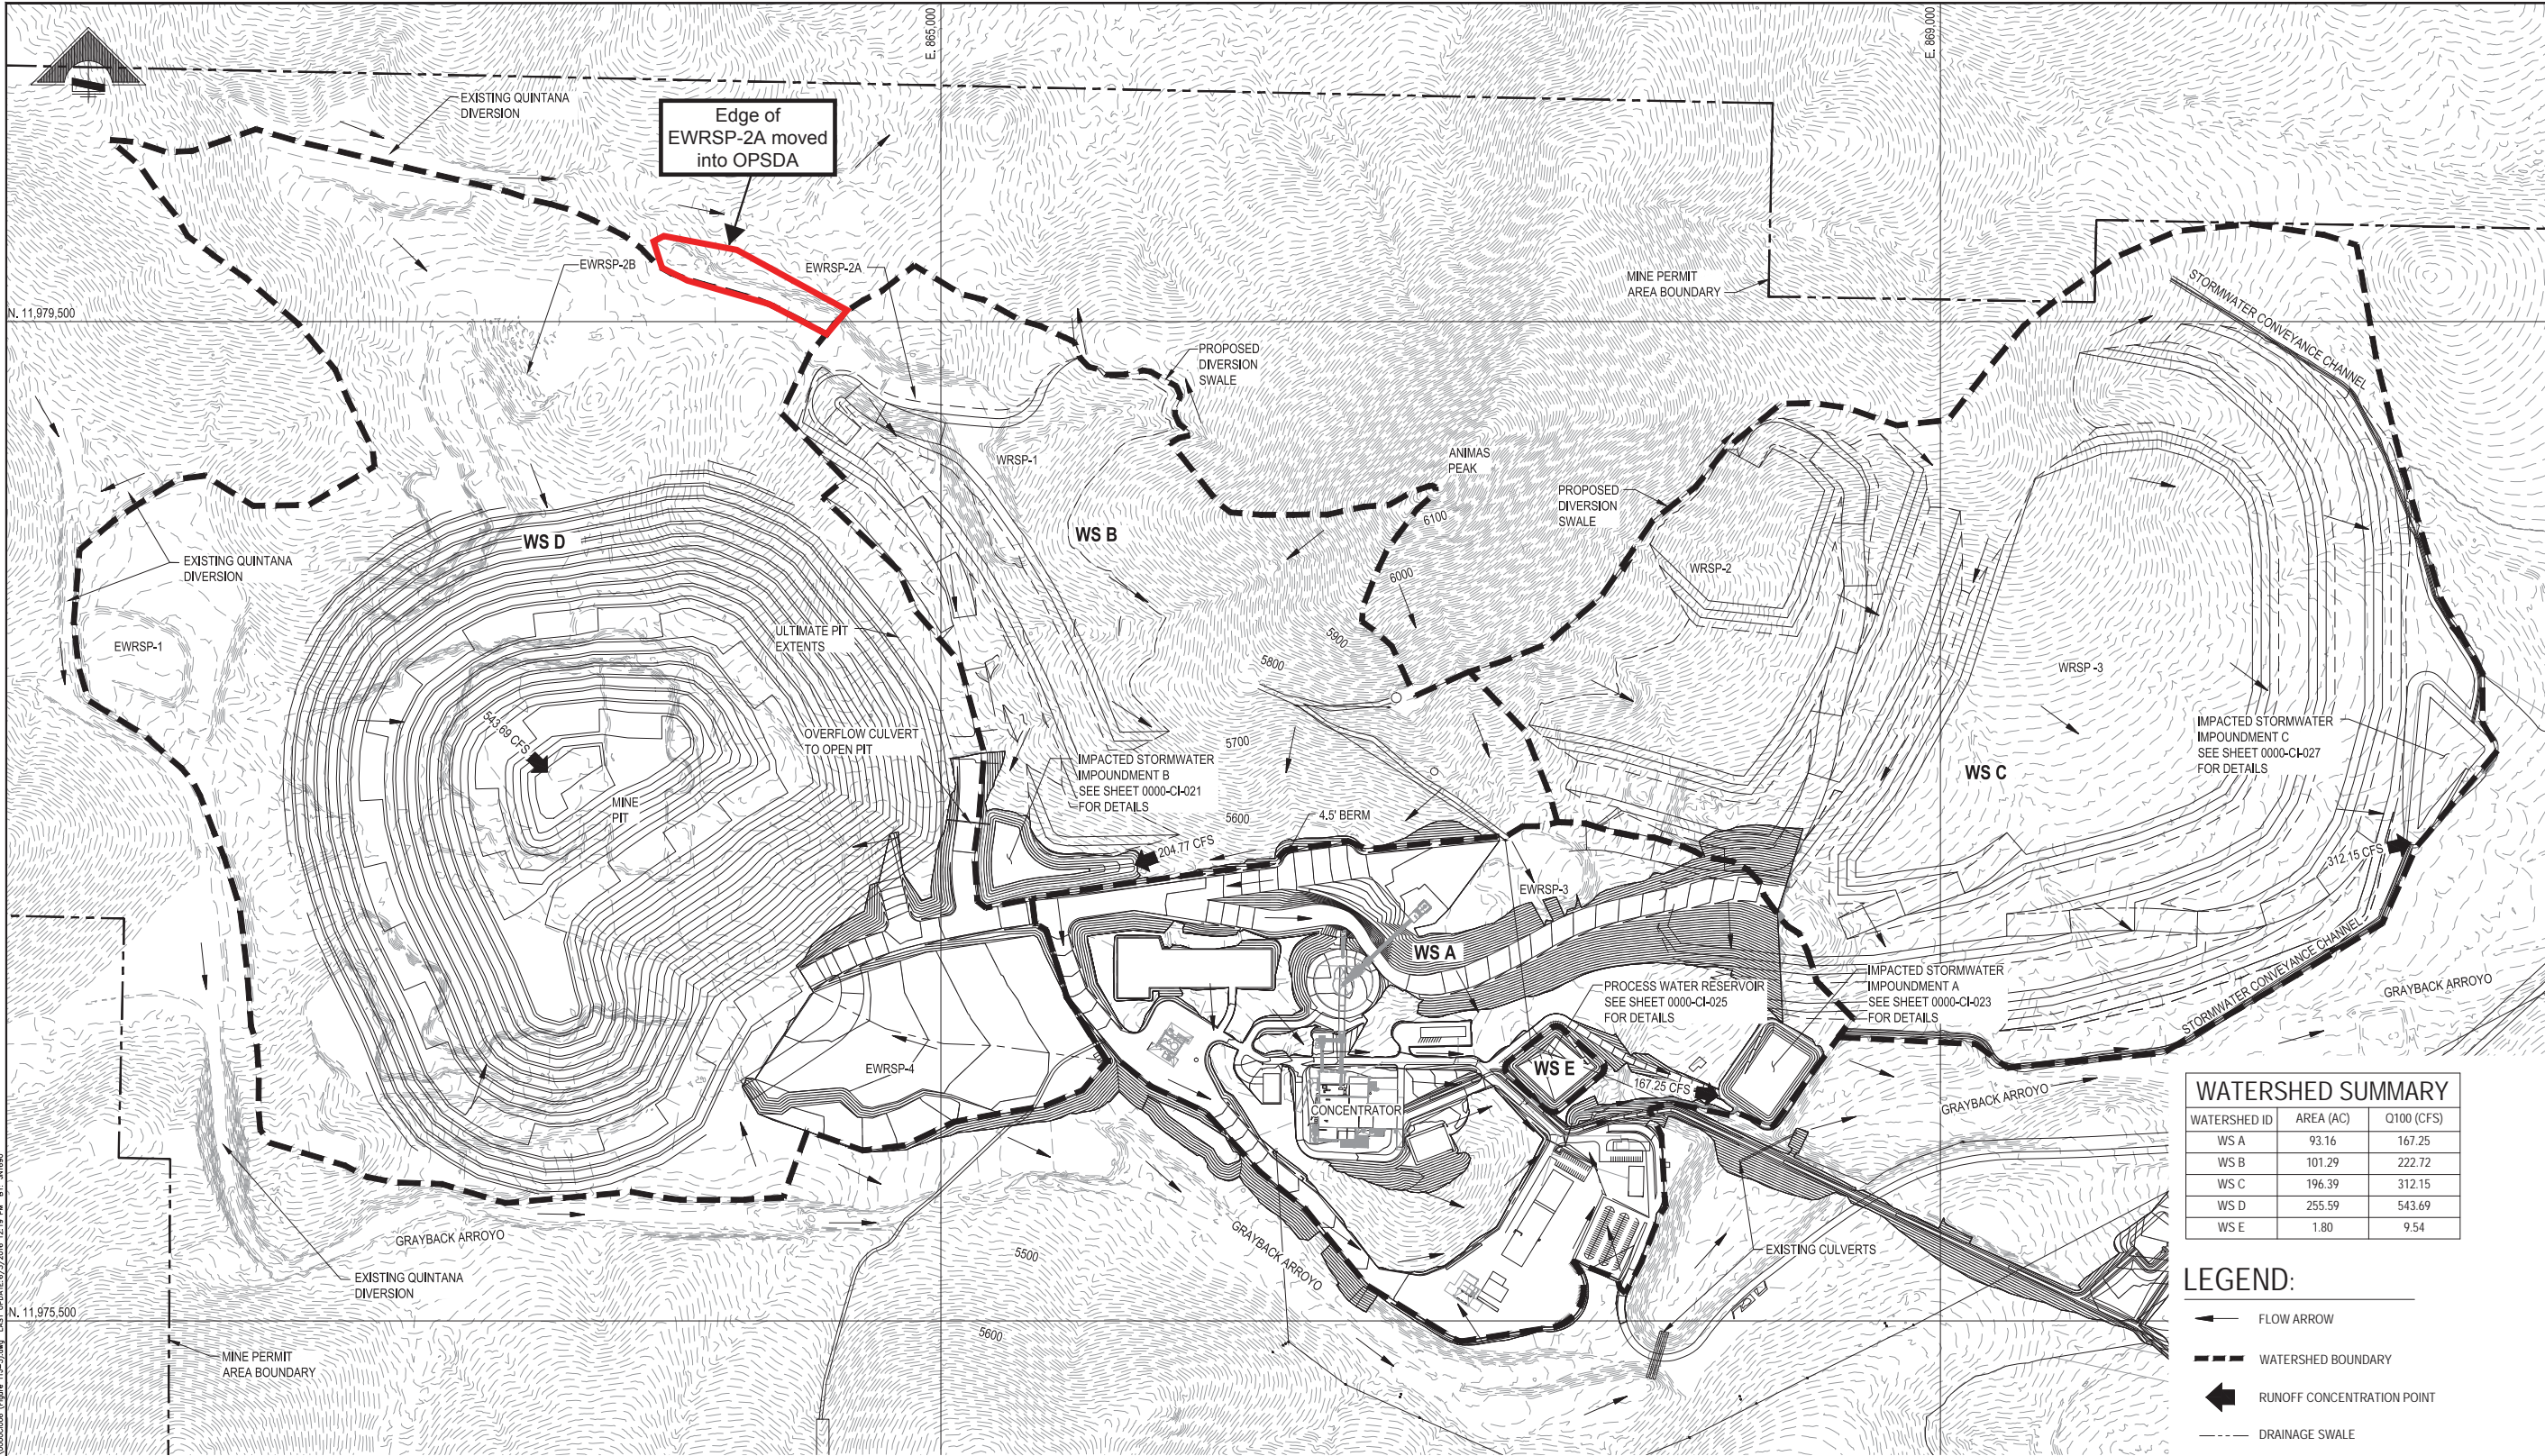 E. 865,000
E. 869,000
EXISTING QUINTANA
DIVERSION
Edge of
EWRSP-2A moved
into OPSDA
EWRSP-2B
EWRSP-2A
MINE PERMIT
AREA BOUNDARY
STORMWATER CONVEYANCE CHANNEL
N. 11,979,500
PROPOSED
DIVERSION
SWALE
WRSP-1
ANIMAS
PEAK
PROPOSED
DIVERSION
SWALE
6100
WS D
WS B
EXISTING QUINTANA
DIVERSION
WRSP-2
6000
EWRSP-1
ULTIMATE PIT
EXTENTS
5900
5800
WRSP -3
543.69 CFS
OVERFLOW CULVERT
TO OPEN PIT
5700
IMPACTED STORMWATER
IMPOUNDMENT B
SEE SHEET 0000-CI-021
FOR DETAILS
IMPACTED STORMWATER
IMPOUNDMENT C
SEE SHEET 0000-CI-027
FOR DETAILS
WS C
MINE
PIT
5600
4.5' BERM
204.77 CFS
312.15 CFS
EWRSP-3
WS A
IMPACTED STORMWATER
IMPOUNDMENT A
SEE SHEET 0000-CI-023
FOR DETAILS
PROCESS WATER RESERVOIR
SEE SHEET 0000-CI-025
FOR DETAILS
STORMWATER CONVEYANCE CHANNEL
GRAYBACK ARROYO
EWRSP-4
WS E
167.25 CFS
CONCENTRATOR
GRAYBACK ARROYO
GRAYBACK ARROYO
GRAYBACK ARROYO
5500
EXISTING CULVERTS
EXISTING QUINTANA
DIVERSION
N. 11,975,500
5600
MINE PERMIT
AREA BOUNDARY
WATERSHED SUMMARY
WATERSHED ID AREA (AC) Q100 (CFS)
WS A 93.16 167.25
WS B 101.29 222.72
WS C 196.39 312.15
WS D 255.59 543.69
WS E 1.80 9.54
LEGEND:
FLOW ARROW
WATERSHED BOUNDARY
RUNOFF CONCENTRATION POINT
DRAINAGE SWALE